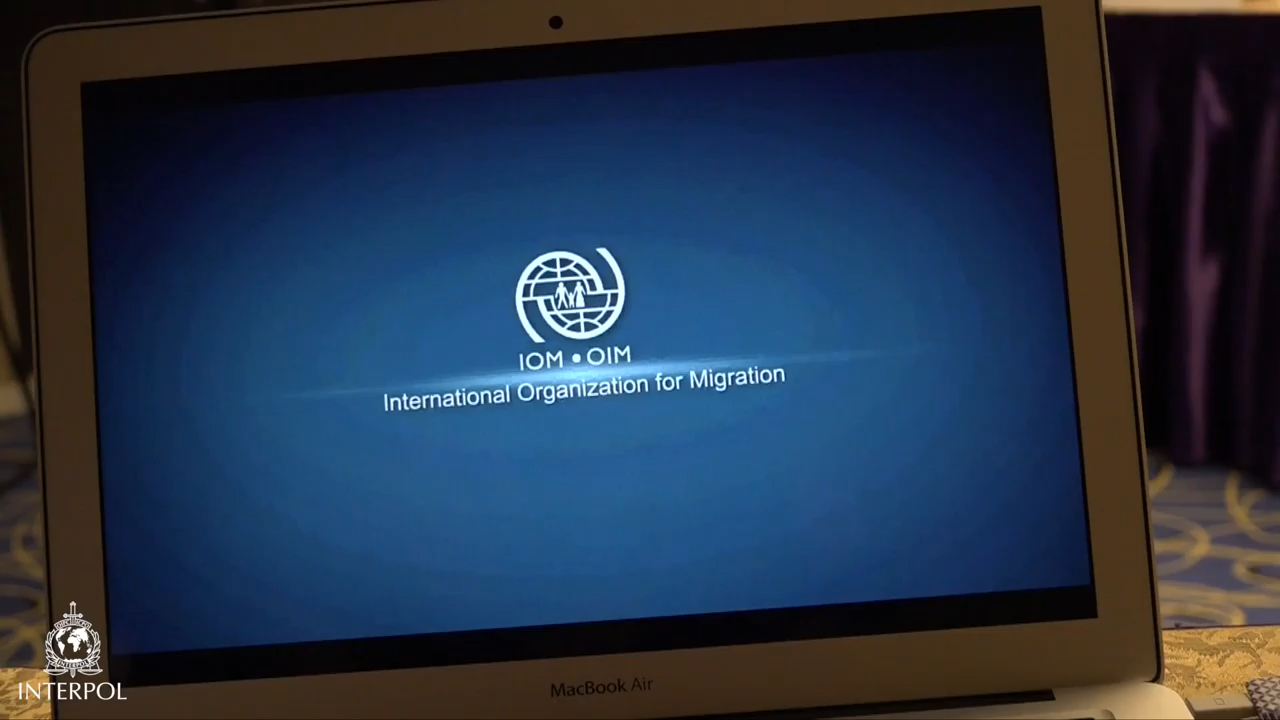 IOM • OIM
International Organization for Migration
MacBook Air
INTERPOL